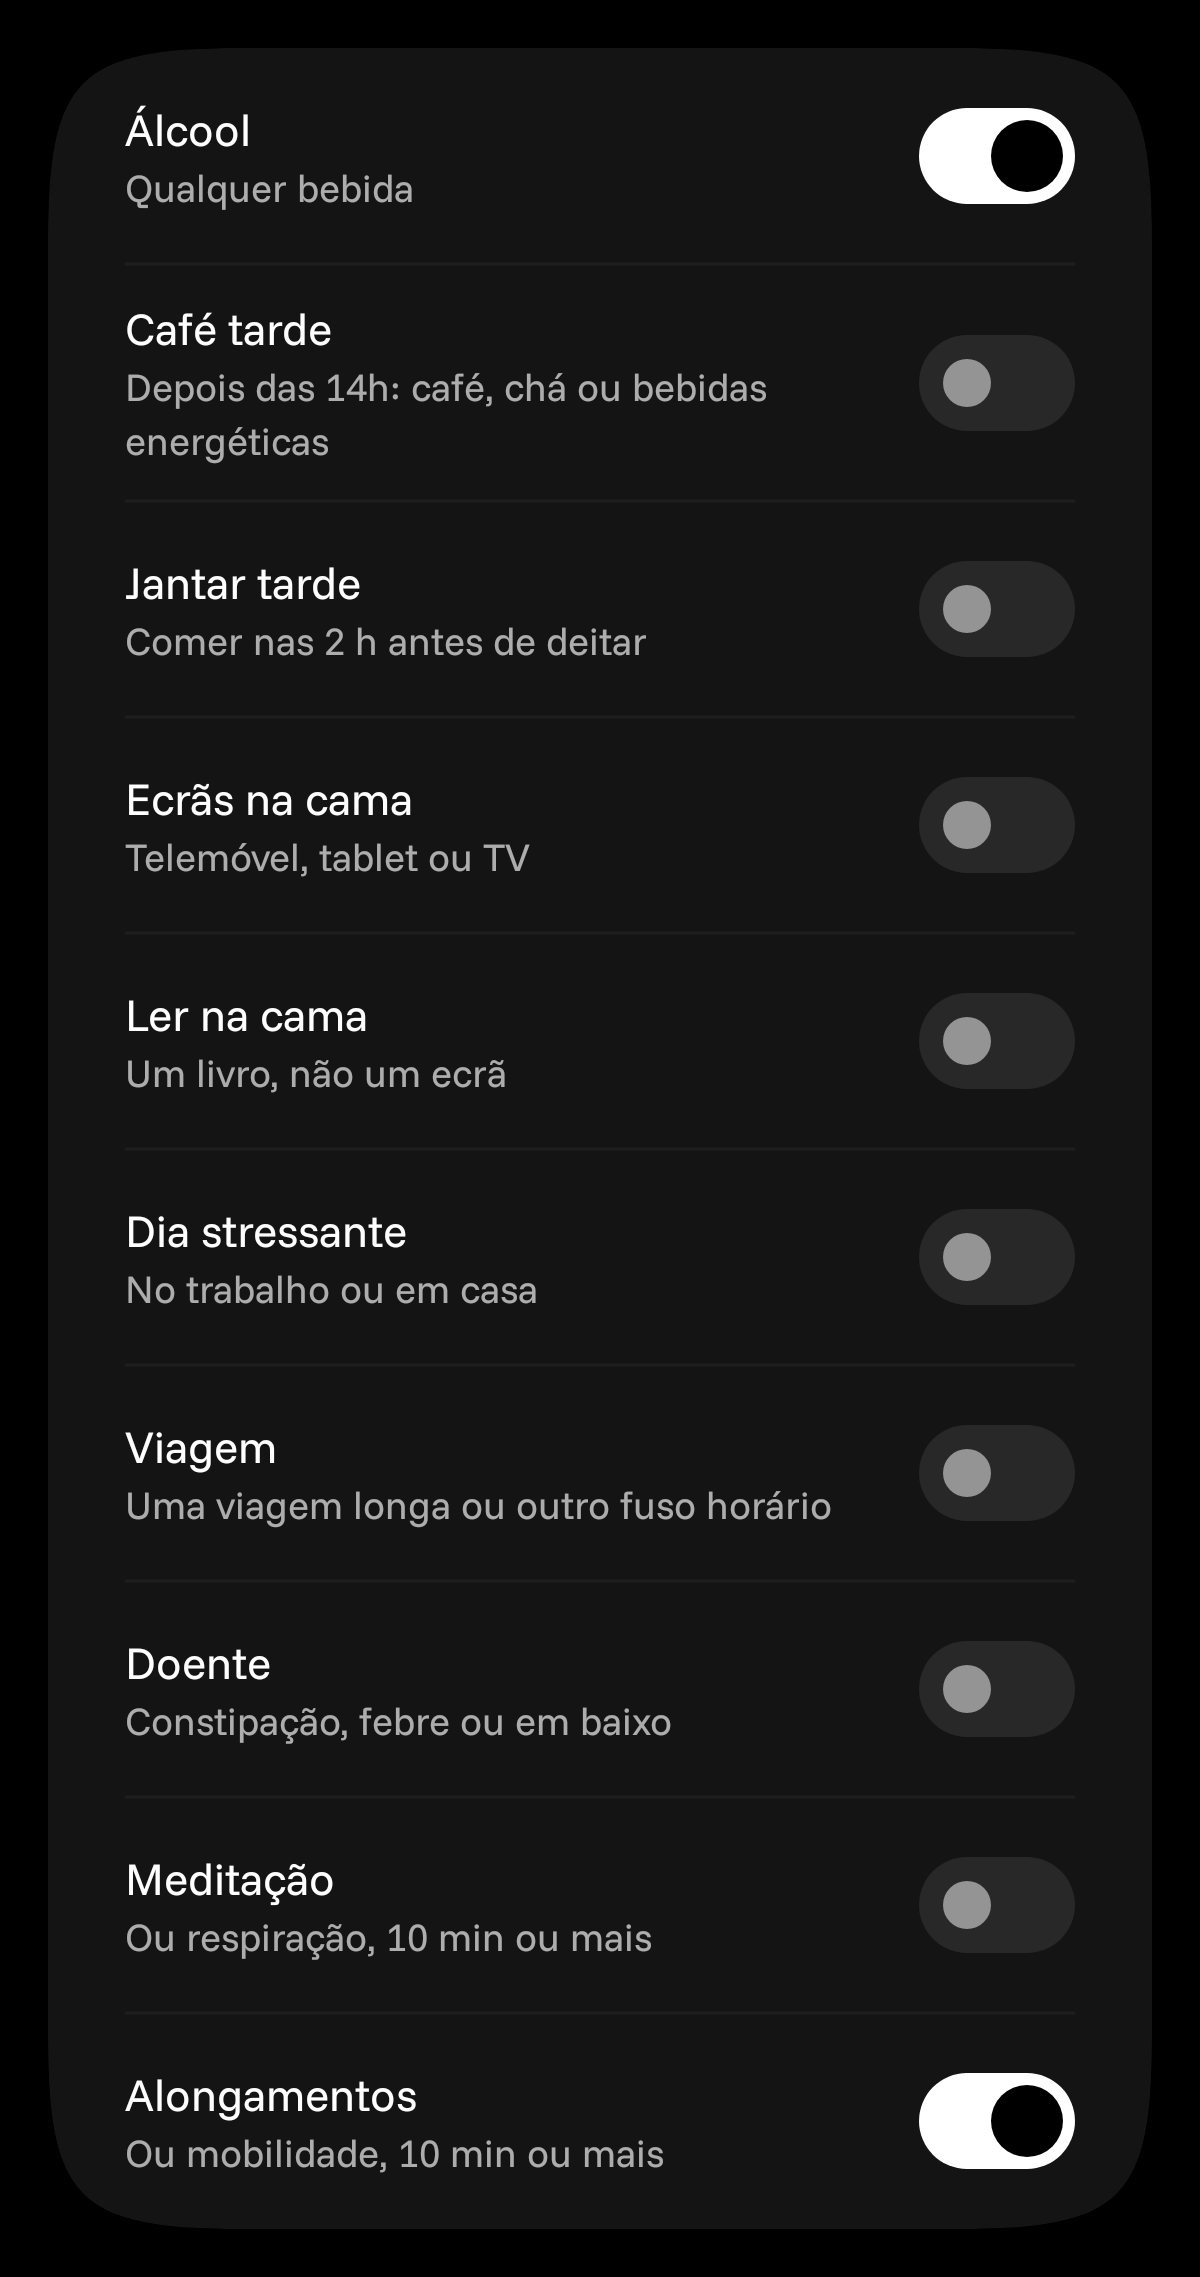 Álcool
Qualquer bebida
Café tarde
Depois das 14h: café, chá ou bebidas
energéticas
Jantar tarde
Comer nas 2 h antes de deitar
Ecrãs na cama
Telemóvel, tablet ou TV
Ler na cama
Um livro, não um ecrã
Dia stressante
No trabalho ou em casa
Viagem
Uma viagem longa ou outro fuso horário
Doente
Constipação, febre ou em baixo
Meditação
Ou respiração, 10 min ou mais
Alongamentos
Ou mobilidade, 10 min ou mais